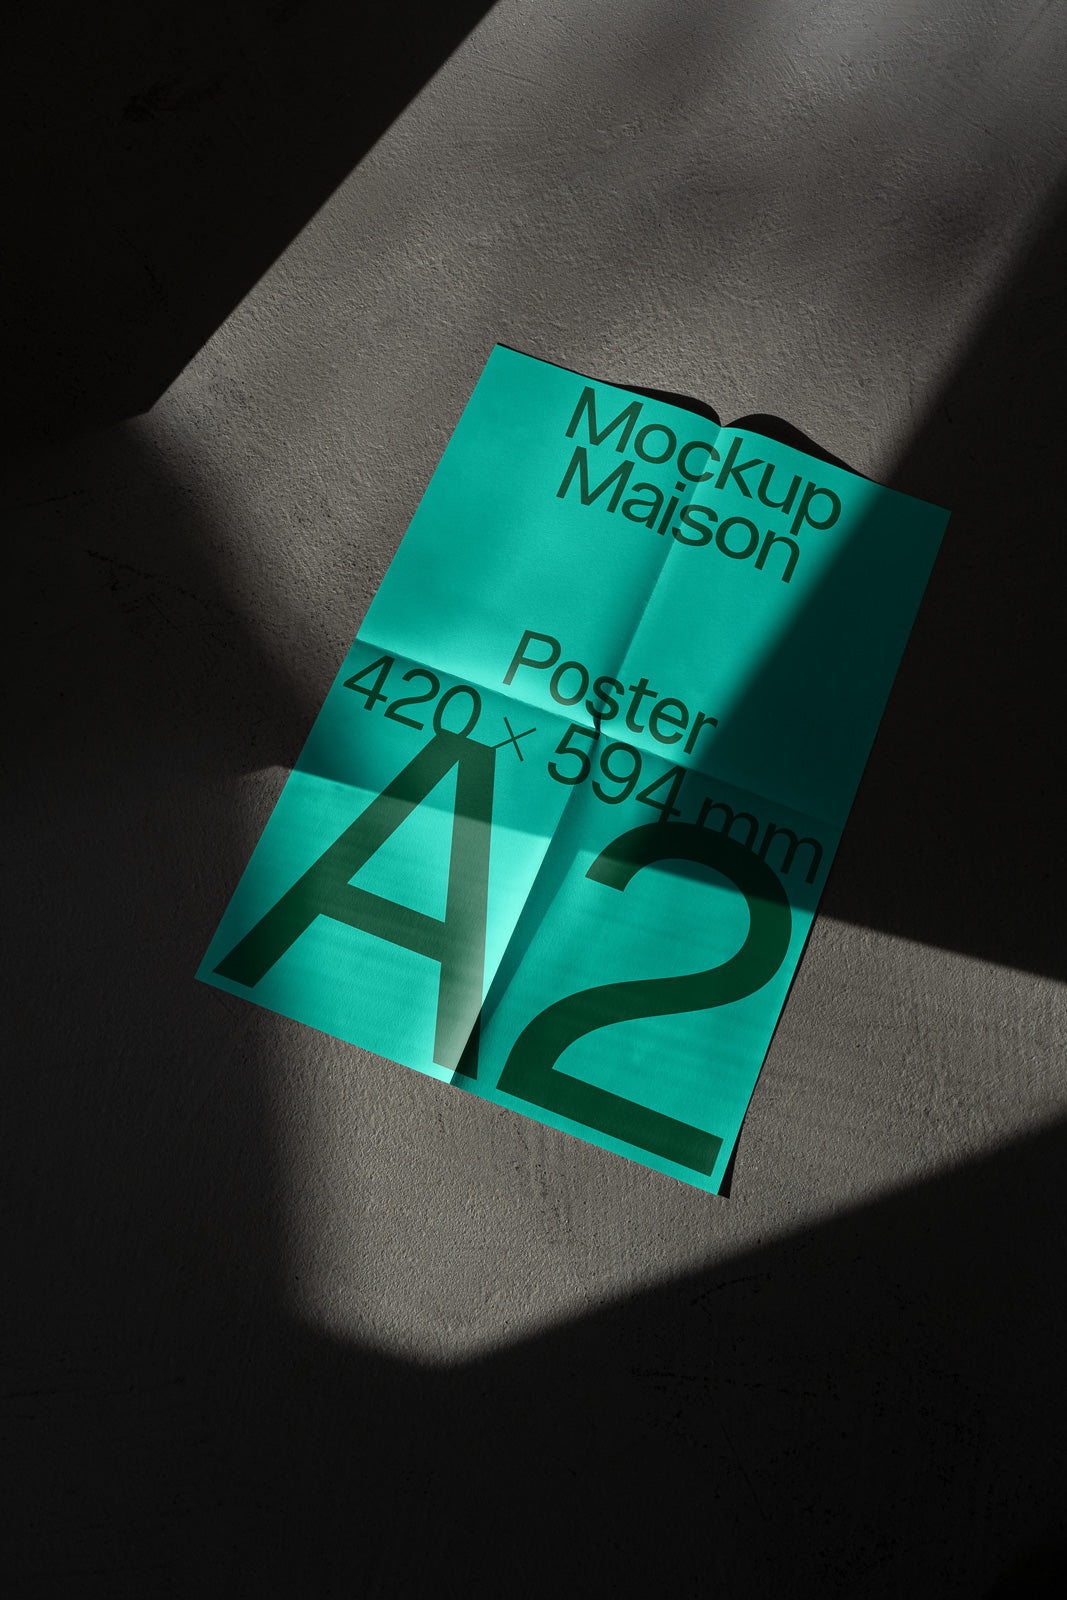 Mockup
Maison
Poster
420 × 594 mm
A2